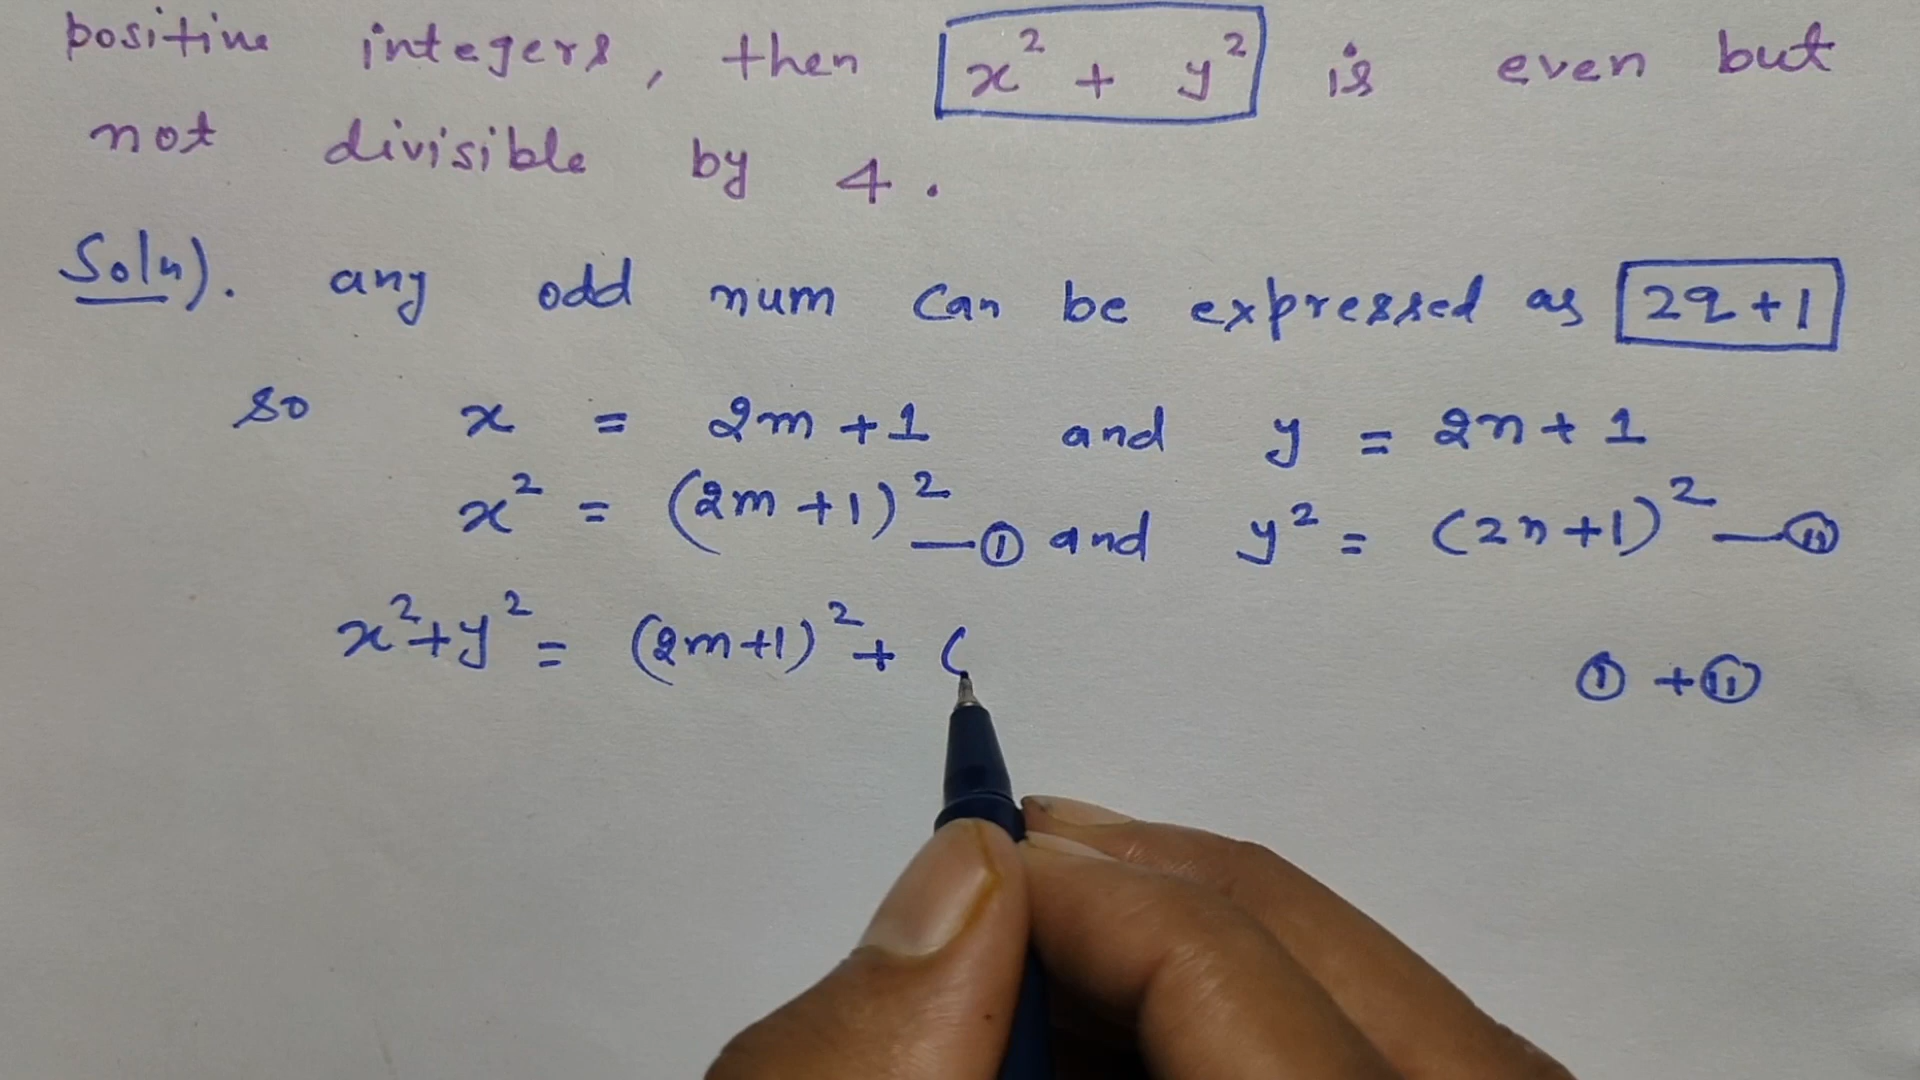 positive integers, then x² + y² is even but
not divisible by 4.
Soln). any odd num can be expressed as 2q+1
so x = 2m+1 and y = 2n+1
x² = (2m+1)² —① and y² = (2n+1)² —⑪
x²+y² = (2m+1)² + ( ① +⑪